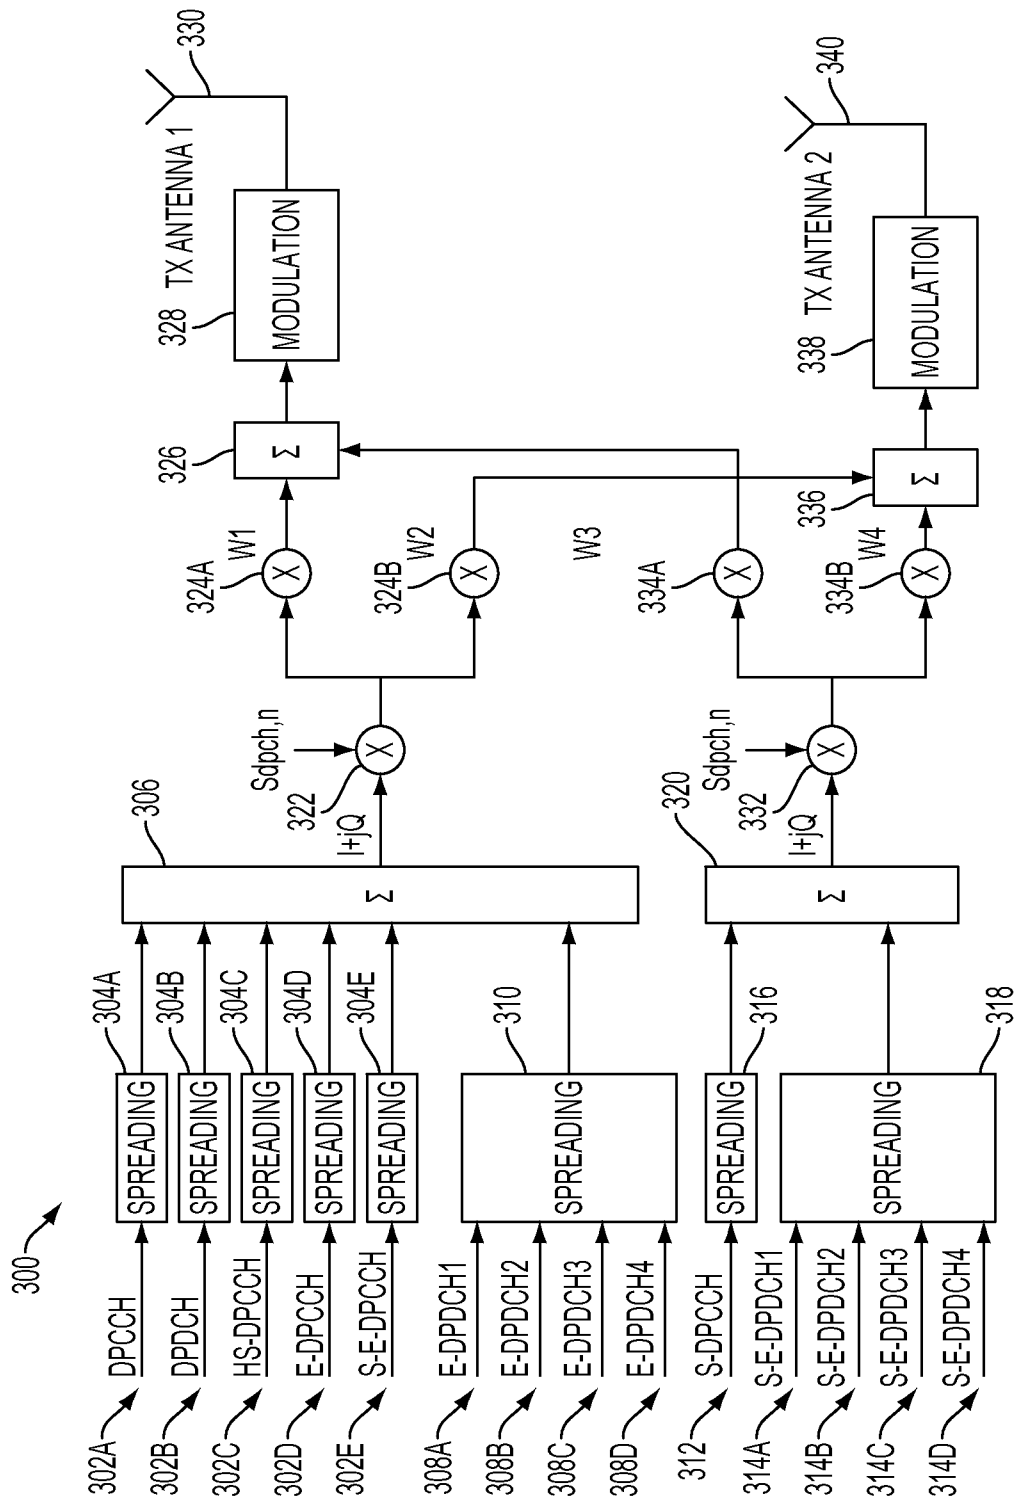 300
302A
DPCCH
SPREADING
304A
302B
DPDCH
SPREADING
304B
302C
HS-DPCCH
SPREADING
304C
302D
E-DPCCH
SPREADING
304D
302E
S-E-DPCCH
SPREADING
304E
308A
E-DPDCH1
308B
E-DPDCH2
308C
E-DPDCH3
308D
E-DPDCH4
SPREADING
310
312
S-DPCCH
SPREADING
316
314A
S-E-DPDCH1
314B
S-E-DPDCH2
314C
S-E-DPDCH3
314D
S-E-DPDCH4
SPREADING
318
306
Σ
I+jQ
322
Sdpch,n
X
320
Σ
I+jQ
332
Sdpch,n
X
324A
W1
X
324B
W2
X
W3
334A
X
334B
W4
X
326
Σ
328
MODULATION
TX ANTENNA 1
330
336
Σ
338
MODULATION
TX ANTENNA 2
340